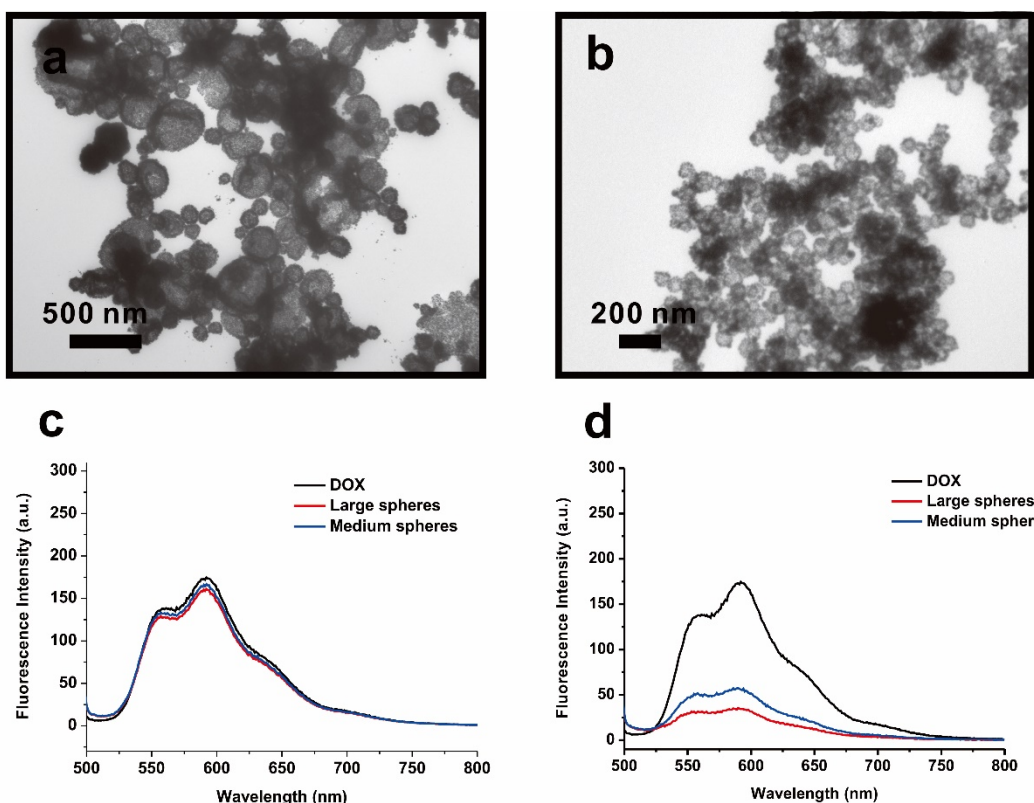 a
500 nm
b
200 nm
c
300
250
200
150
100
50
0
500 550 600 650 700 750 800
Fluorescence Intensity (a.u.)
Wavelength (nm)
DOX
Large spheres
Medium spheres
d
300
250
200
150
100
50
0
500 550 600 650 700 750 800
Fluorescence Intensity (a.u.)
Wavelength (nm)
DOX
Large spheres
Medium spher